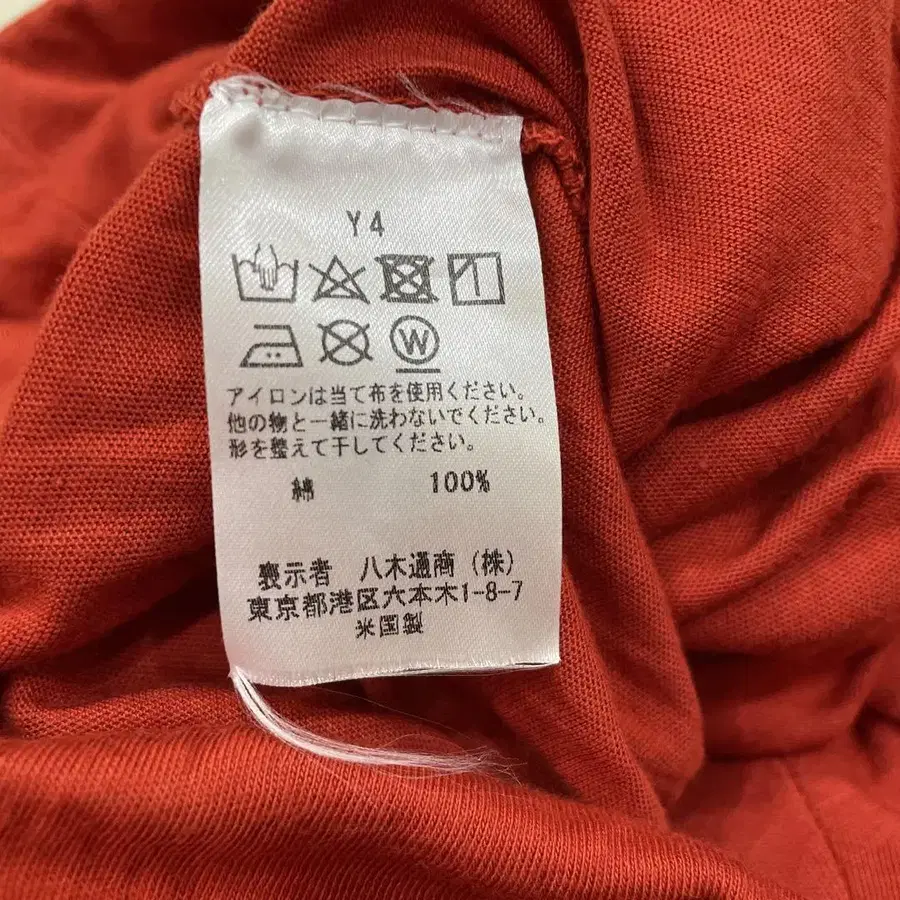 Y4
W
アイロンは当て布を使用ください。
他の物と一緒に洗わないでください。
形を整えて干してください。
綿 100%
表示者 八木通商(株)
東京都港区六本木1-8-7
米国製